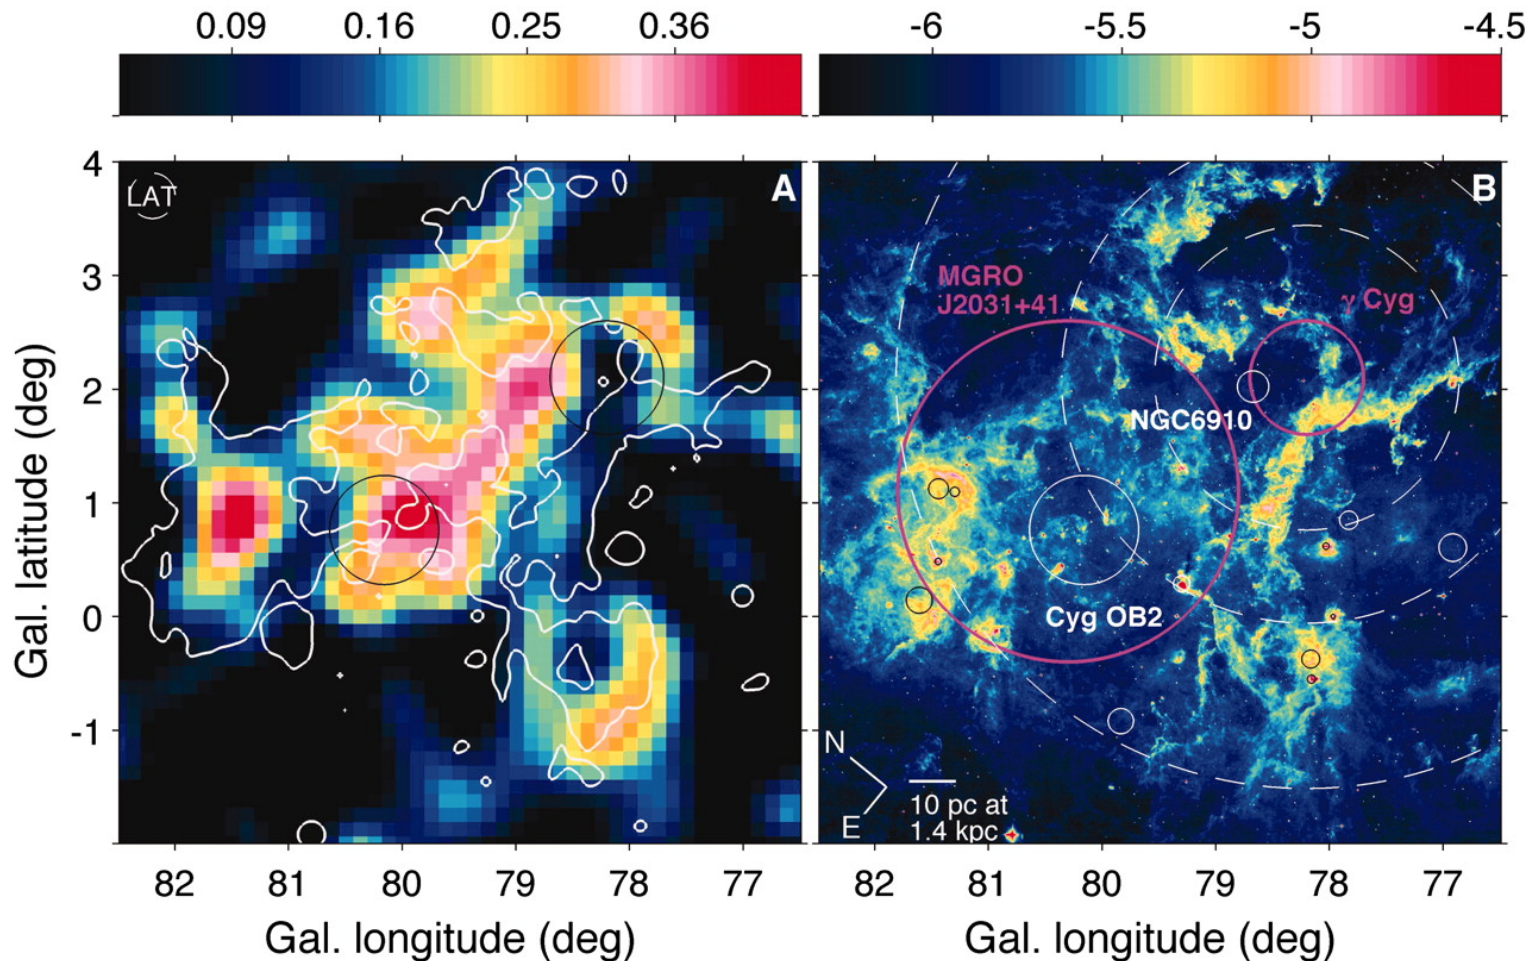 0.09 0.16 0.25 0.36
-6 -5.5 -5 -4.5
4
3
2
1
0
-1
Gal. latitude (deg)
LAT
A
82 81 80 79 78 77
Gal. longitude (deg)
B
MGRO
J2031+41
γ Cyg
NGC6910
Cyg OB2
N
E
10 pc at
1.4 kpc
82 81 80 79 78 77
Gal. longitude (deg)